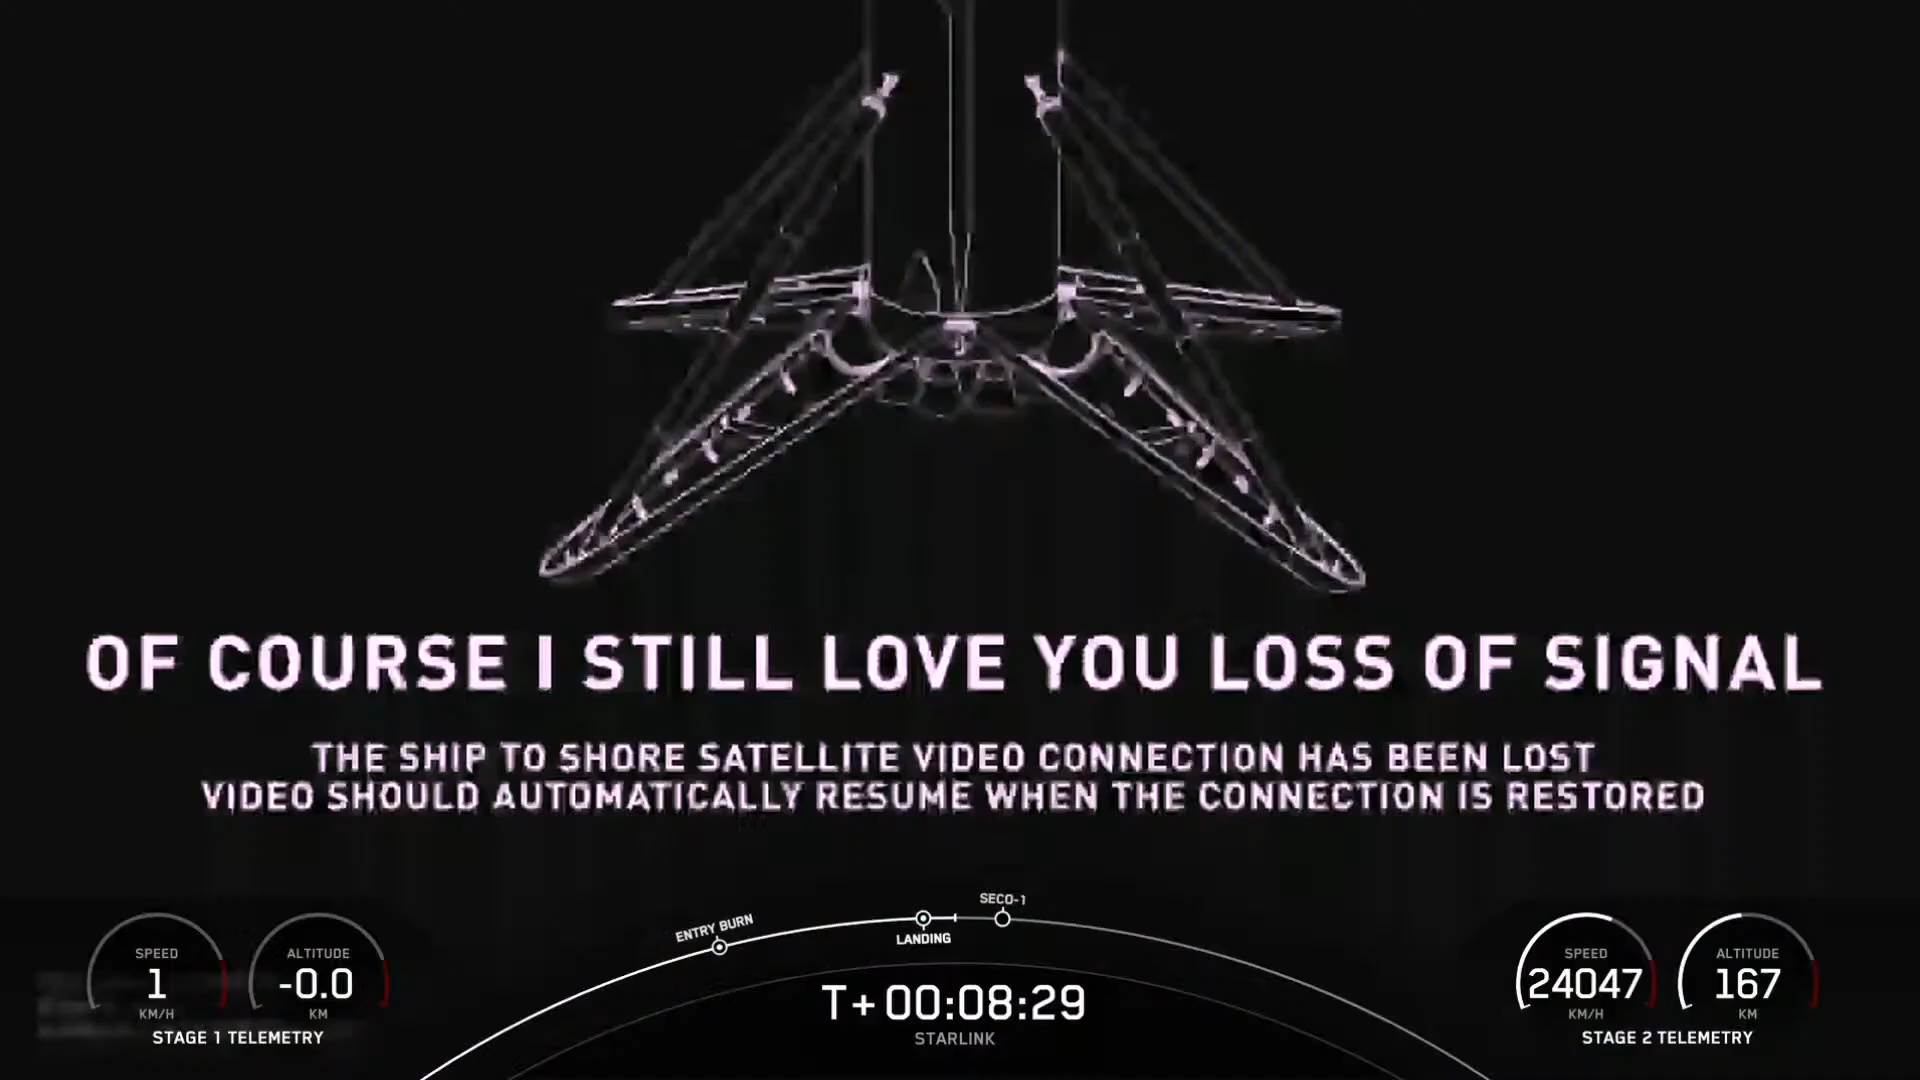 OF COURSE I STILL LOVE YOU LOSS OF SIGNAL
THE SHIP TO SHORE SATELLITE VIDEO CONNECTION HAS BEEN LOST
VIDEO SHOULD AUTOMATICALLY RESUME WHEN THE CONNECTION IS RESTORED
SPEED
1
KM/H
ALTITUDE
-0.0
KM
STAGE 1 TELEMETRY
ENTRY BURN
LANDING
SECO-1
T+00:08:29
STARLINK
SPEED
24047
KM/H
ALTITUDE
167
KM
STAGE 2 TELEMETRY